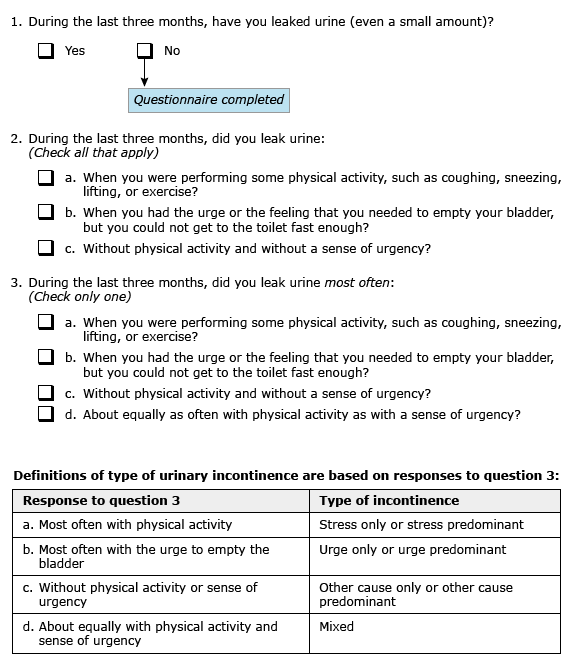 1. During the last three months, have you leaked urine (even a small amount)?
Yes No
Questionnaire completed
2. During the last three months, did you leak urine:
(Check all that apply)
a. When you were performing some physical activity, such as coughing, sneezing,
lifting, or exercise?
b. When you had the urge or the feeling that you needed to empty your bladder,
but you could not get to the toilet fast enough?
c. Without physical activity and without a sense of urgency?
3. During the last three months, did you leak urine most often:
(Check only one)
a. When you were performing some physical activity, such as coughing, sneezing,
lifting, or exercise?
b. When you had the urge or the feeling that you needed to empty your bladder,
but you could not get to the toilet fast enough?
c. Without physical activity and without a sense of urgency?
d. About equally as often with physical activity as with a sense of urgency?
Definitions of type of urinary incontinence are based on responses to question 3:
Response to question 3 Type of incontinence
a. Most often with physical activity Stress only or stress predominant
b. Most often with the urge to empty the Urge only or urge predominant
bladder
c. Without physical activity or sense of Other cause only or other cause
urgency predominant
d. About equally with physical activity and Mixed
sense of urgency